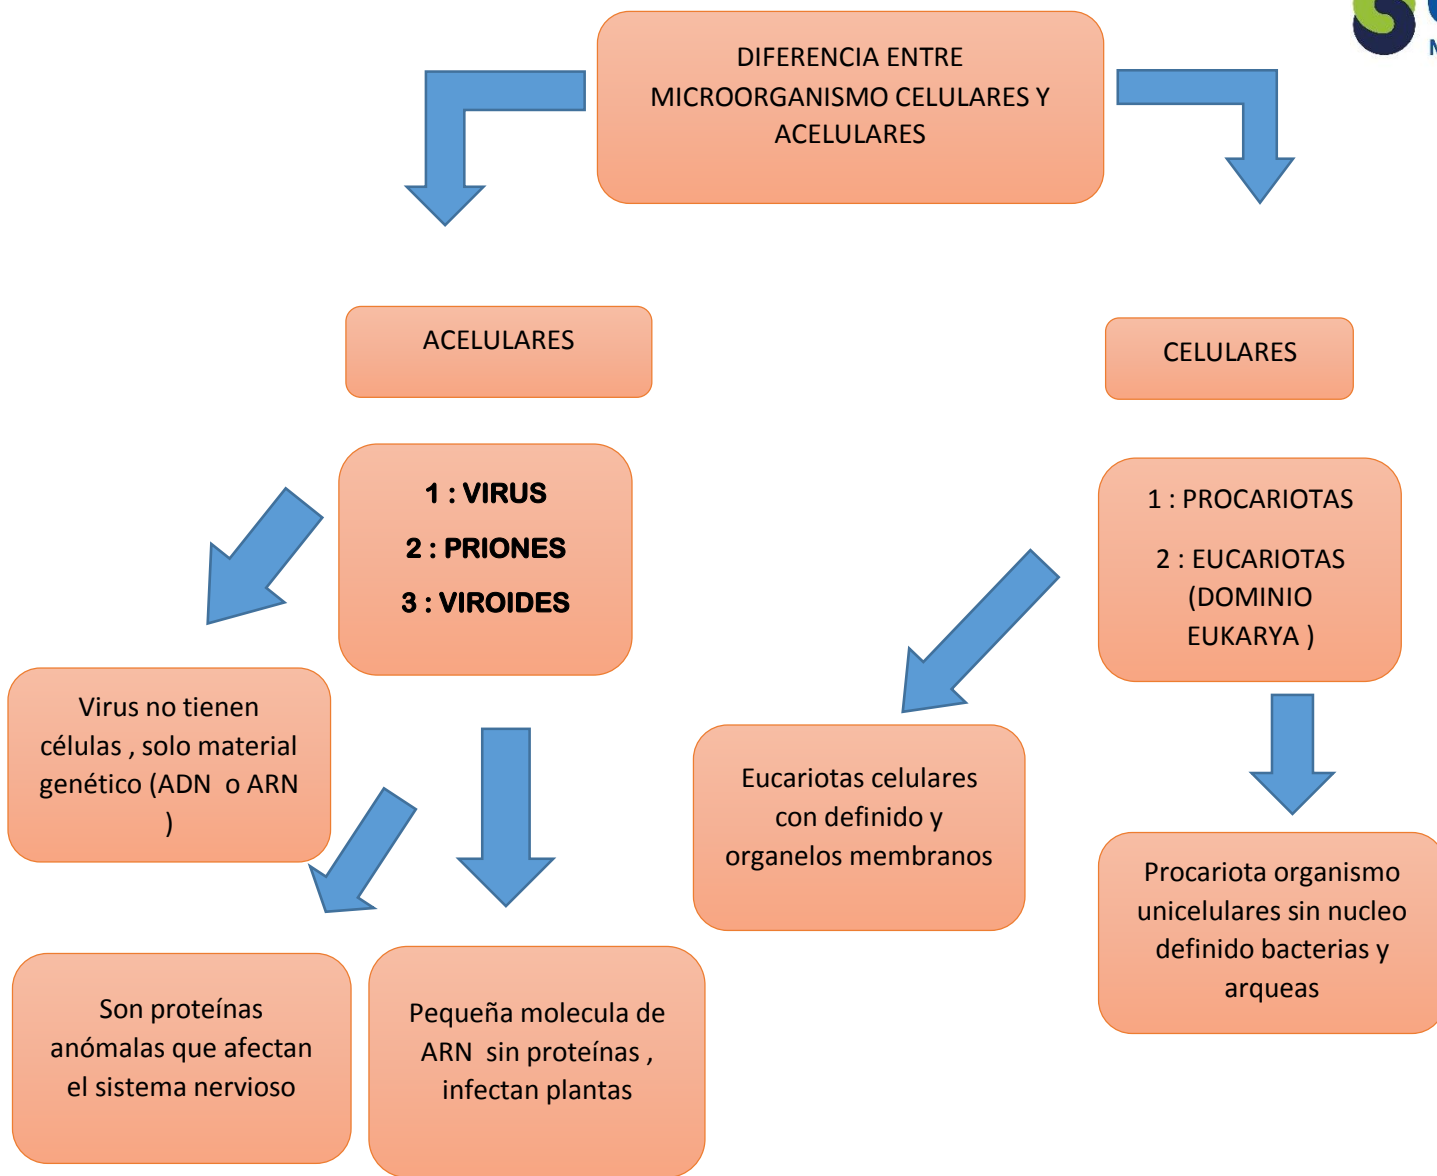 DIFERENCIA ENTRE
MICROORGANISMO CELULARES Y
ACELULARES
ACELULARES
CELULARES
1 : VIRUS
2 : PRIONES
3 : VIROIDES
1 : PROCARIOTAS
2 : EUCARIOTAS
(DOMINIO
EUKARYA )
Virus no tienen
células , solo material
genético (ADN o ARN
)
Eucariotas celulares
con definido y
organelos membranos
Procariota organismo
unicelulares sin nucleo
definido bacterias y
arqueas
Son proteínas
anómalas que afectan
el sistema nervioso
Pequeña molecula de
ARN sin proteínas ,
infectan plantas